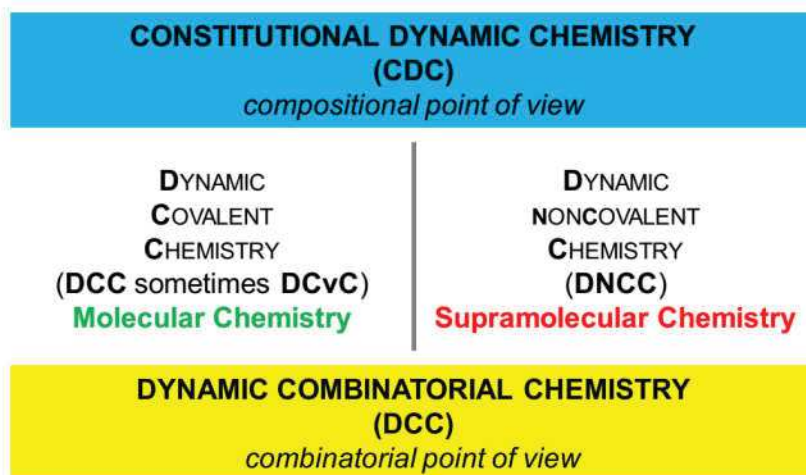 CONSTITUTIONAL DYNAMIC CHEMISTRY
(CDC)
compositional point of view
DYNAMIC
COVALENT
CHEMISTRY
(DCC sometimes DCvC)
Molecular Chemistry
DYNAMIC
NONCOVALENT
CHEMISTRY
(DNCC)
Supramolecular Chemistry
DYNAMIC COMBINATORIAL CHEMISTRY
(DCC)
combinatorial point of view